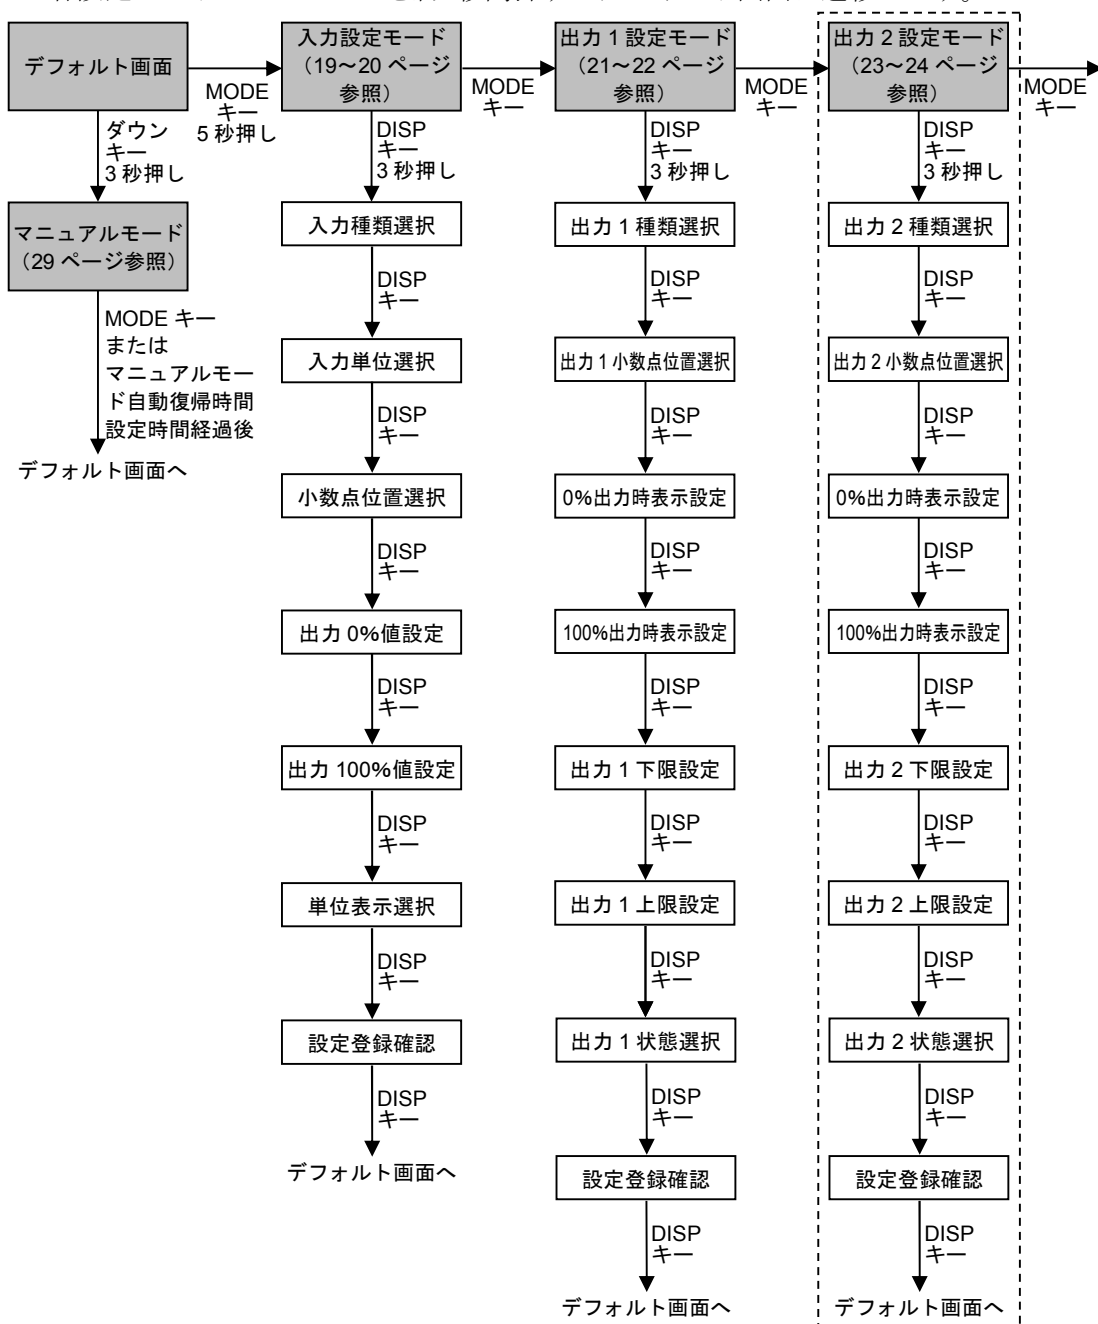 デフォルト画面
MODE
キー
5 秒押し
ダウン
キー
3 秒押し
マニュアルモード
（29 ページ参照）
MODE キー
または
マニュアルモー
ド自動復帰時間
設定時間経過後
デフォルト画面へ
入力設定モード
（19～20 ページ
参照）
MODE
キー
DISP
キー
3 秒押し
入力種類選択
DISP
キー
入力単位選択
DISP
キー
小数点位置選択
DISP
キー
出力 0%値設定
DISP
キー
出力 100%値設定
DISP
キー
単位表示選択
DISP
キー
設定登録確認
DISP
キー
デフォルト画面へ
出力 1 設定モード
（21～22 ページ
参照）
MODE
キー
DISP
キー
3 秒押し
出力 1 種類選択
DISP
キー
出力 1 小数点位置選択
DISP
キー
0%出力時表示設定
DISP
キー
100%出力時表示設定
DISP
キー
出力 1 下限設定
DISP
キー
出力 1 上限設定
DISP
キー
出力 1 状態選択
DISP
キー
設定登録確認
DISP
キー
デフォルト画面へ
出力 2 設定モード
（23～24 ページ
参照）
MODE
キー
DISP
キー
3 秒押し
出力 2 種類選択
DISP
キー
出力 2 小数点位置選択
DISP
キー
0%出力時表示設定
DISP
キー
100%出力時表示設定
DISP
キー
出力 2 下限設定
DISP
キー
出力 2 上限設定
DISP
キー
出力 2 状態選択
DISP
キー
設定登録確認
DISP
キー
デフォルト画面へ